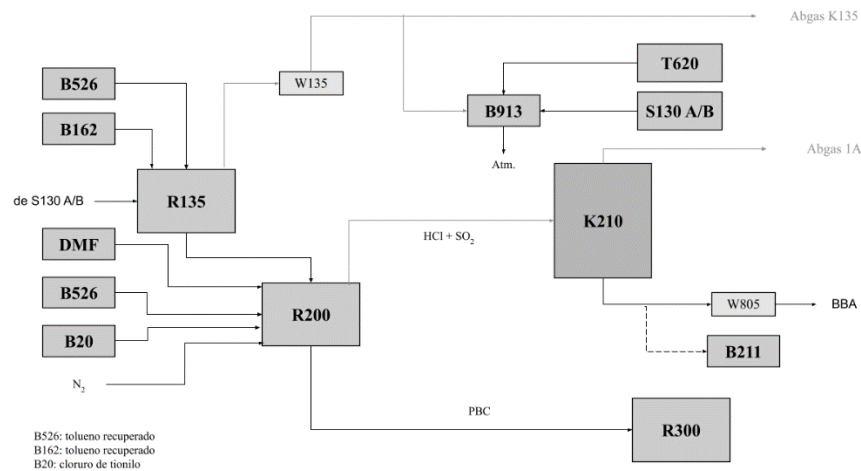 Abgas K135
T620
B526
W135
B913
S130 A/B
B162
Atm.
Abgas 1A
R135
de S130 A/B
K210
DMF
HCl + SO₂
B526
R200
W805
BBA
B20
B211
N₂
PBC
R300
B526: tolueno recuperado
B162: tolueno recuperado
B20: cloruro de tionilo